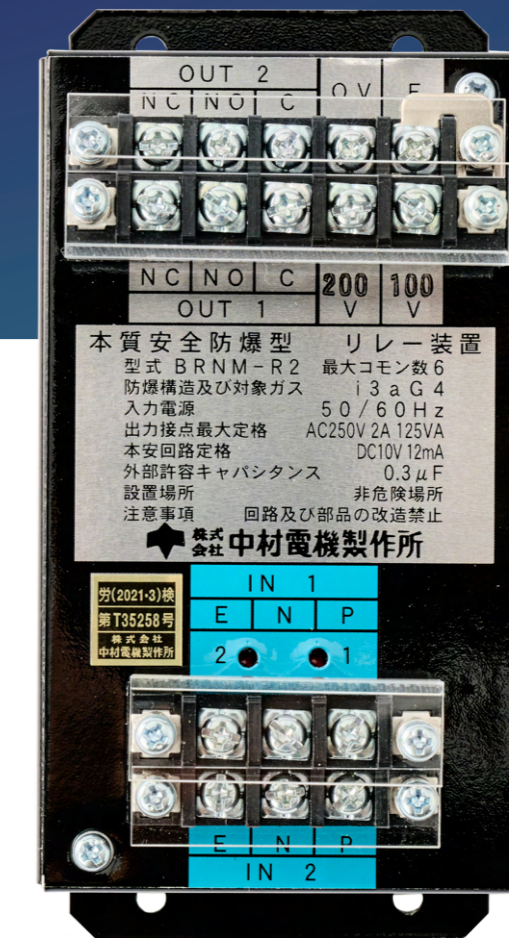 OUT 2
NC NO C 0V E
NC NO C 200V 100V
OUT 1
本質安全防爆型 リレー装置
型式 BRNM-R2 最大コモン数 6
防爆構造及び対象ガス i3aG4
入力電源 50/60Hz
出力接点最大定格 AC250V 2A 125VA
本安回路定格 DC10V 12mA
外部許容キャパシタンス 0.3μF
設置場所 非危険場所
注意事項 回路及び部品の改造禁止
株式会社 中村電機製作所
労(2021・3)検
第T35258号
株式会社
中村電機製作所
IN 1
E N P
2 1
E N P
IN 2